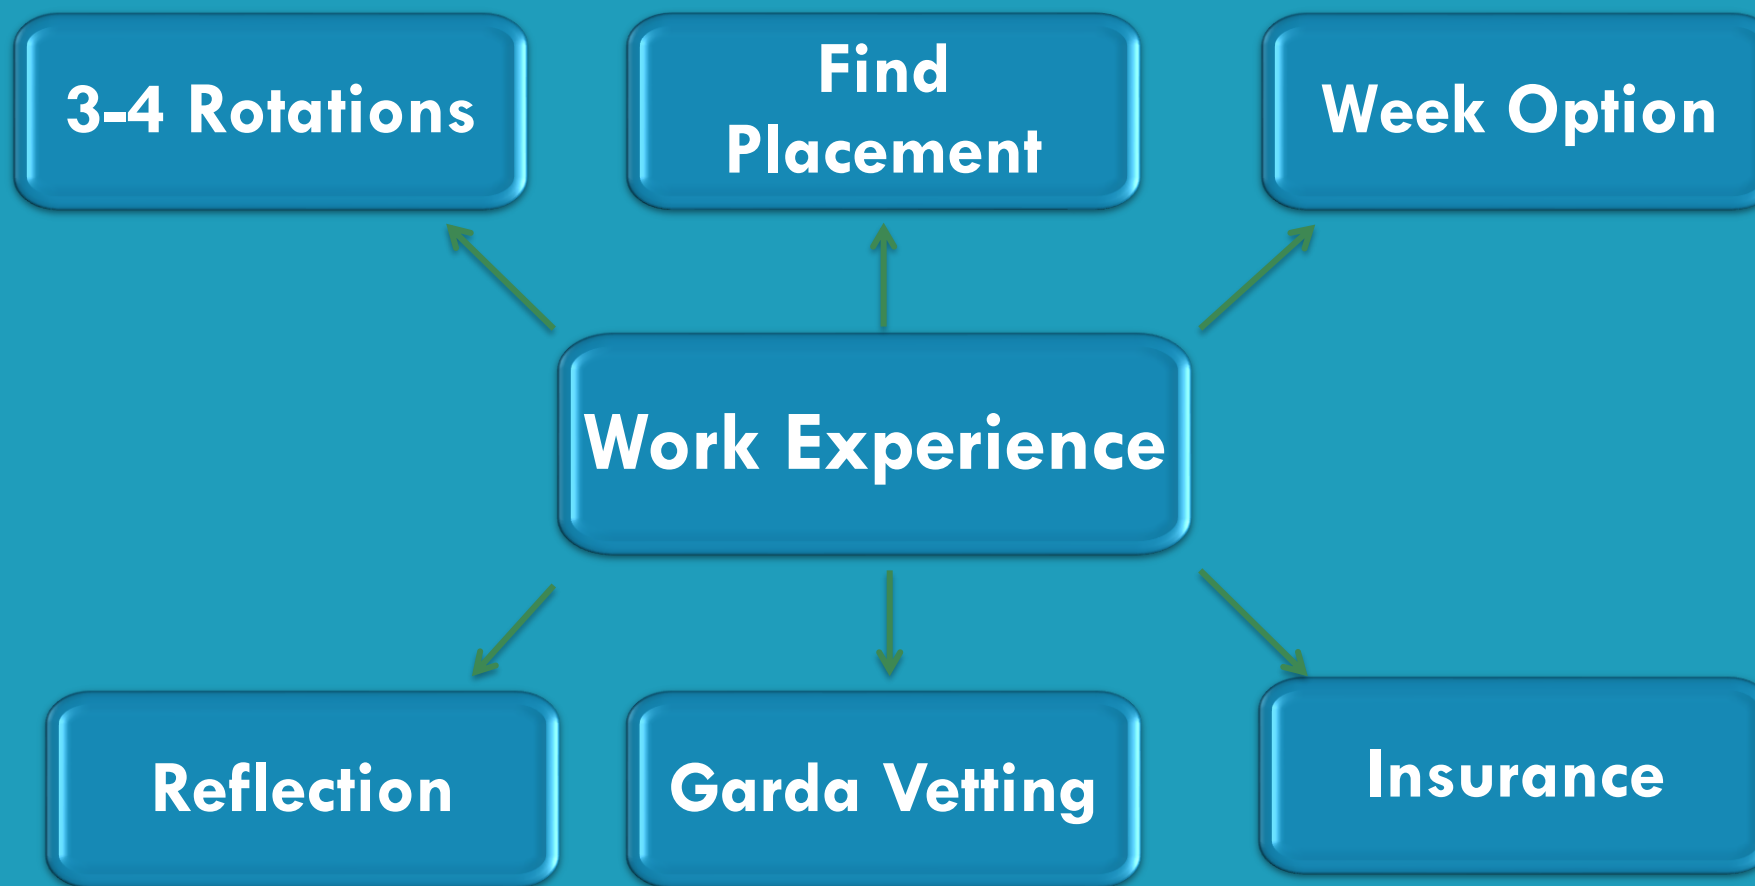 3-4 Rotations
Find
Placement
Week Option
Work Experience
Reflection
Garda Vetting
Insurance